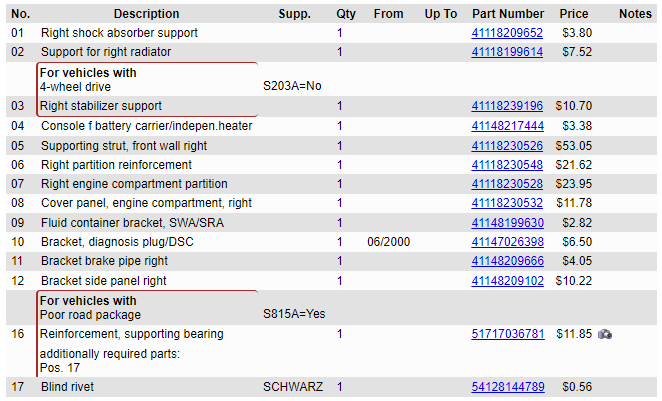 No. Description Supp. Qty From Up To Part Number Price Notes
01 Right shock absorber support 1 41118209652 $3.80
02 Support for right radiator 1 41118199614 $7.52
For vehicles with
4-wheel drive S203A=No
03 Right stabilizer support 1 41118239196 $10.70
04 Console f battery carrier/indepen.heater 1 41148217444 $3.38
05 Supporting strut, front wall right 1 41118230526 $53.05
06 Right partition reinforcement 1 41118230548 $21.62
07 Right engine compartment partition 1 41118230528 $23.95
08 Cover panel, engine compartment, right 1 41118230532 $11.78
09 Fluid container bracket, SWA/SRA 1 41148199630 $2.82
10 Bracket, diagnosis plug/DSC 1 06/2000 41147026398 $6.50
11 Bracket brake pipe right 1 41148209666 $4.05
12 Bracket side panel right 1 41148209102 $10.22
For vehicles with
Poor road package S815A=Yes
16 Reinforcement, supporting bearing 1 51717036781 $11.85
additionally required parts:
Pos. 17
17 Blind rivet SCHWARZ 1 54128144789 $0.56